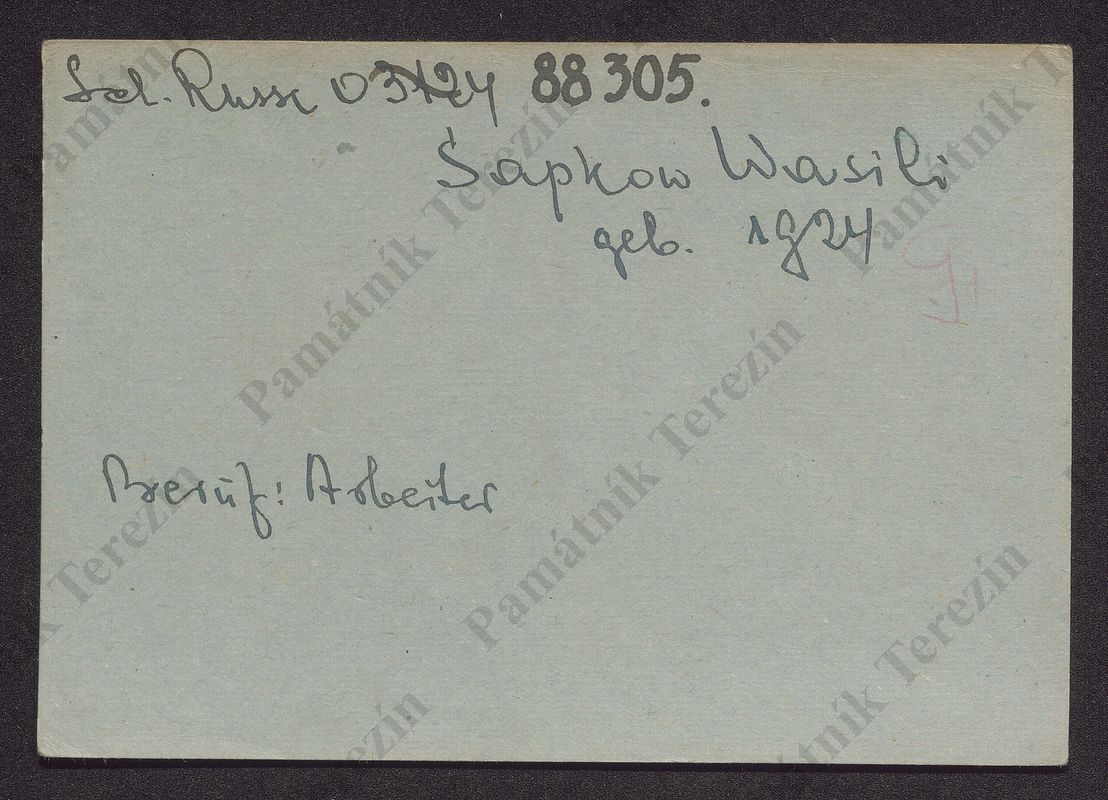 Sch. Russe 88305.
Šapkow Wasili
geb. 1924
Beruf: Arbeiter
Památník Terezín